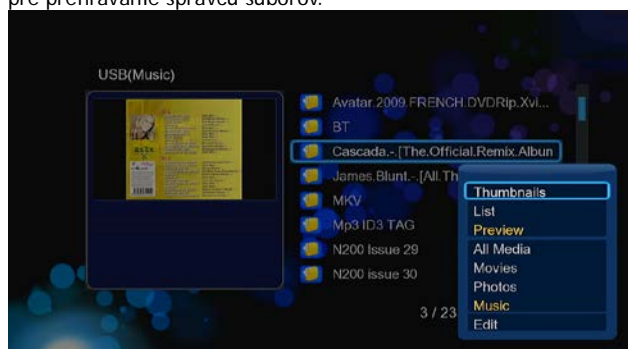 pre prehrávanie správcu súborov.
USB(Music)
Avatar.2009.FRENCH.DVDRip.Xvi...
BT
Cascada.-.[The.Official.Remix.Albun
James.Blunt.-.[All.Th
MKV
Mp3 ID3 TAG
N200 Issue 29
N200 issue 30
3 / 23
Thumbnails
List
Preview
All Media
Movies
Photos
Music
Edit